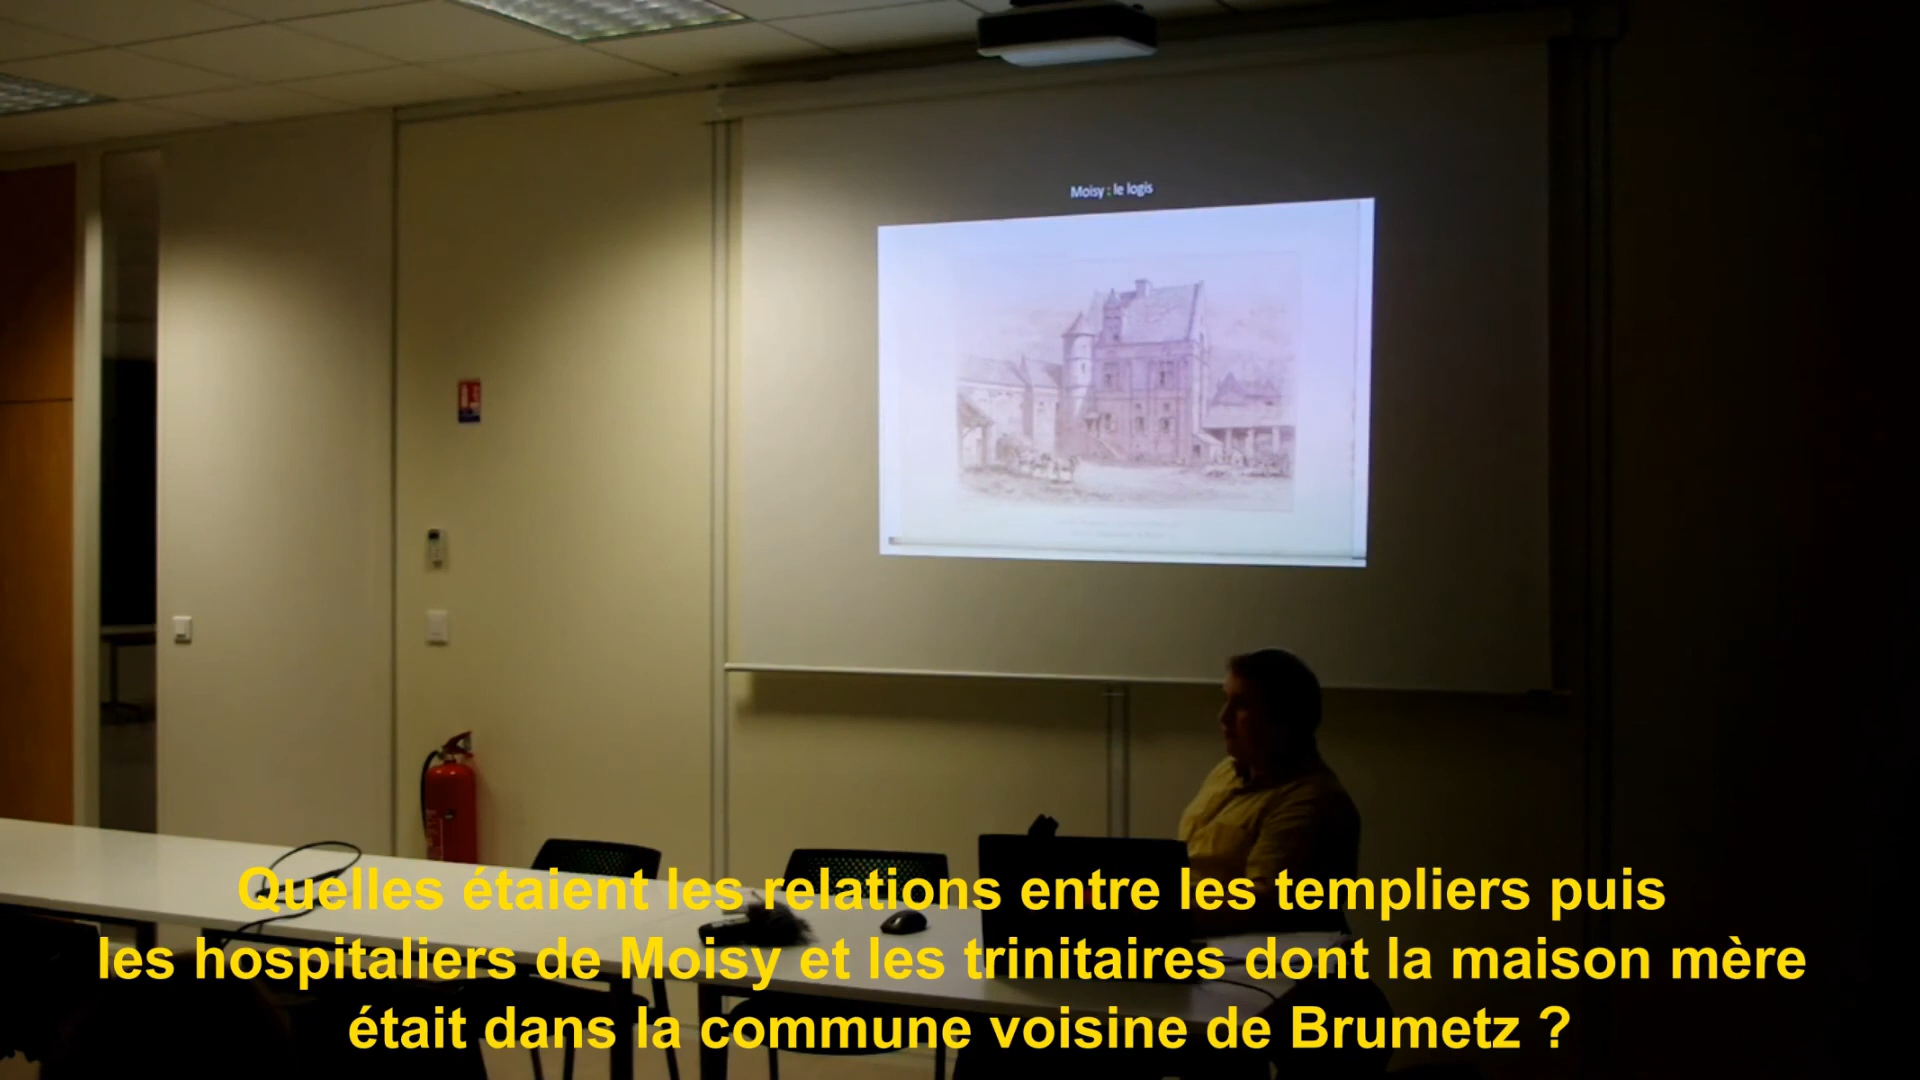 Moisy : le logis
Quelles étaient les relations entre les templiers puis
les hospitaliers de Moisy et les trinitaires dont la maison mère
était dans la commune voisine de Brumetz ?